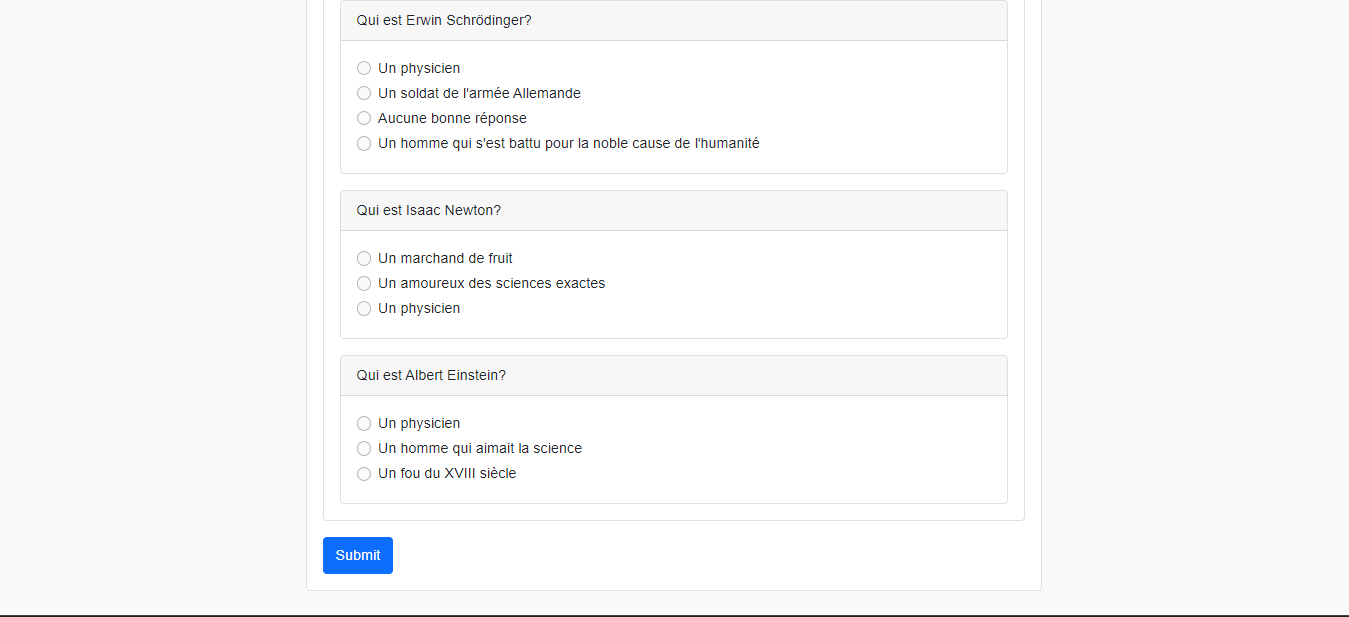 Qui est Erwin Schrödinger?
Un physicien
Un soldat de l'armée Allemande
Aucune bonne réponse
Un homme qui s'est battu pour la noble cause de l'humanité
Qui est Isaac Newton?
Un marchand de fruit
Un amoureux des sciences exactes
Un physicien
Qui est Albert Einstein?
Un physicien
Un homme qui aimait la science
Un fou du XVIII siècle
Submit